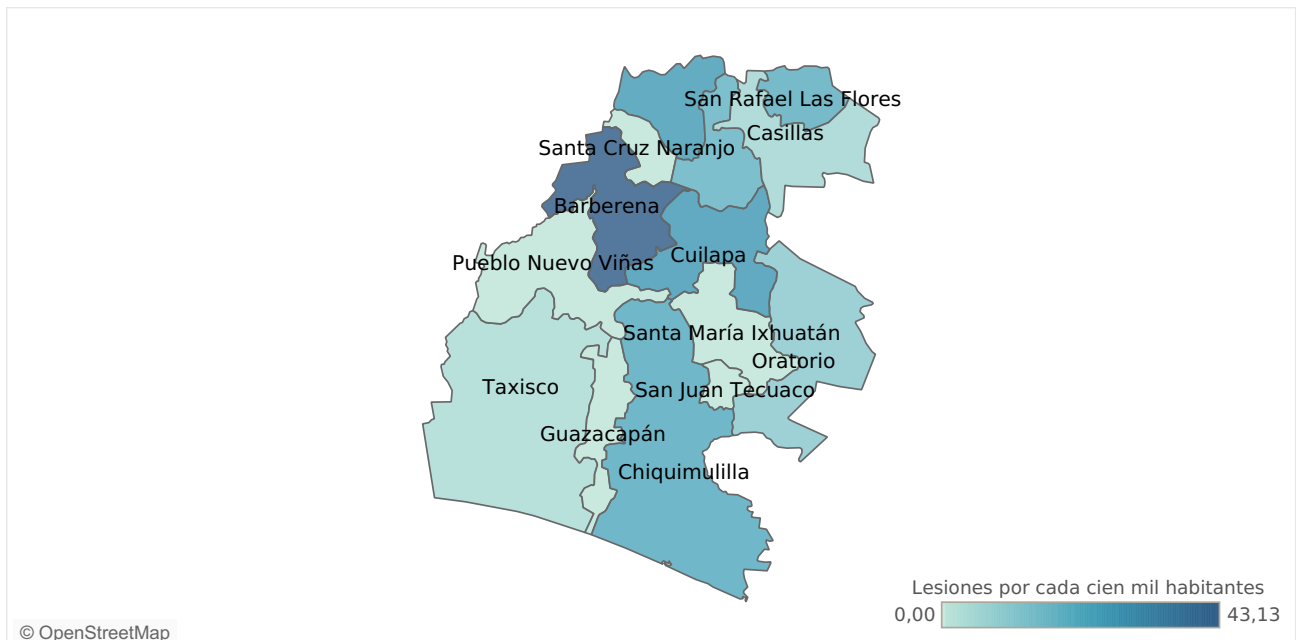 San Rafael Las Flores
Casillas
Santa Cruz Naranjo
Barberena
Cuilapa
Pueblo Nuevo Viñas
Santa María Ixhuatán
Oratorio
Taxisco
San Juan Tecuaco
Guazacapán
Chiquimulilla
Lesiones por cada cien mil habitantes
0,00 43,13
© OpenStreetMap